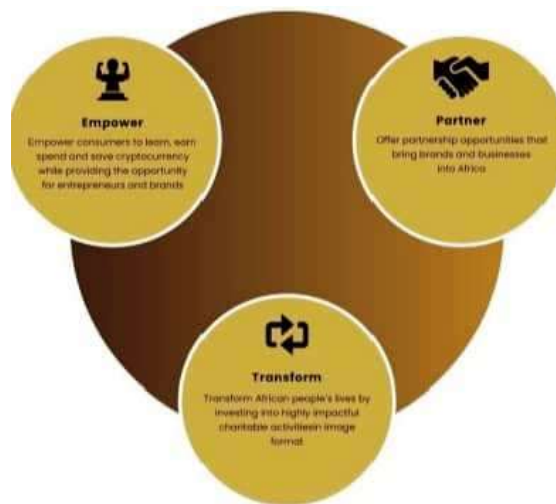 Empower
Empower consumers to learn, earn
spend and save cryptocurrency
while providing the opportunity
for entrepreneurs and brands
Partner
Offer partnership opportunities that
bring brands and businesses
into Africa
Transform
Transform African people's lives by
investing into highly impactful
charitable activitiesin image
format